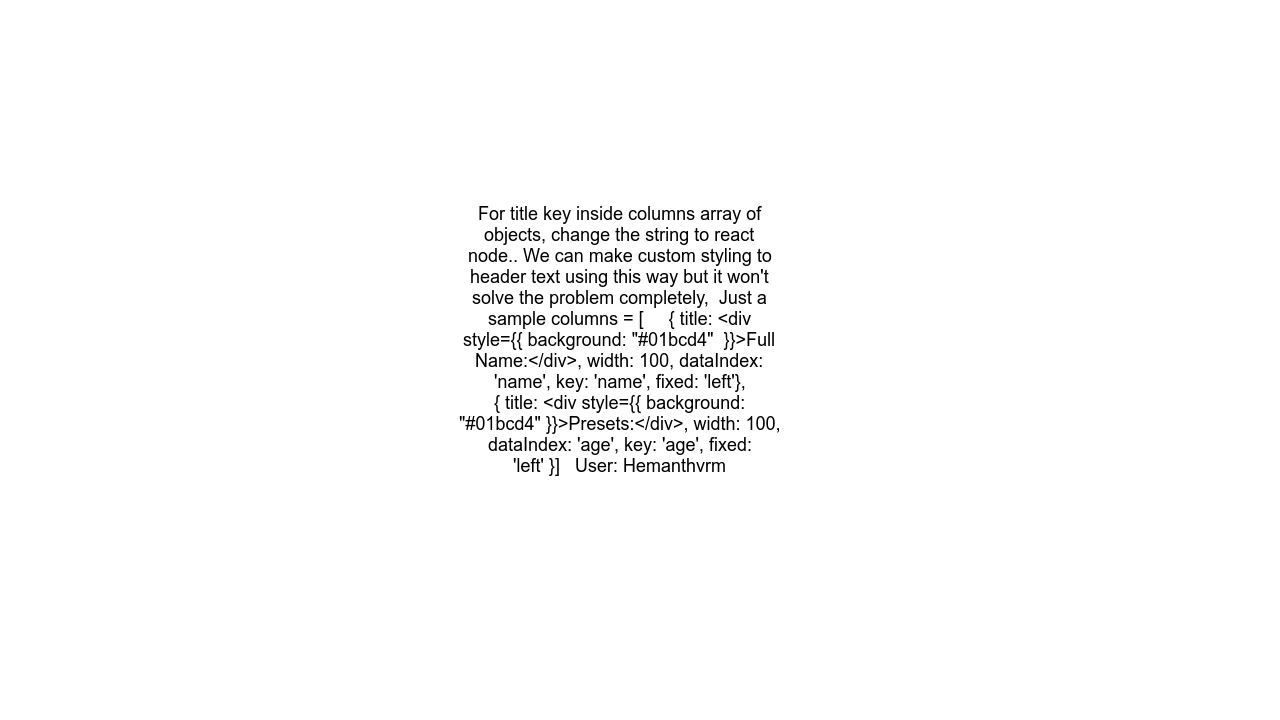 For title key inside columns array of
objects, change the string to react
node.. We can make custom styling to
header text using this way but it won't
solve the problem completely,  Just a
sample columns = [     { title: <div
style={{ background: "#01bcd4"  }}>Full
Name:</div>, width: 100, dataIndex:
'name', key: 'name', fixed: 'left'},
{ title: <div style={{ background:
"#01bcd4" }}>Presets:</div>, width: 100,
dataIndex: 'age', key: 'age', fixed:
'left' }]   User: Hemanthvrm